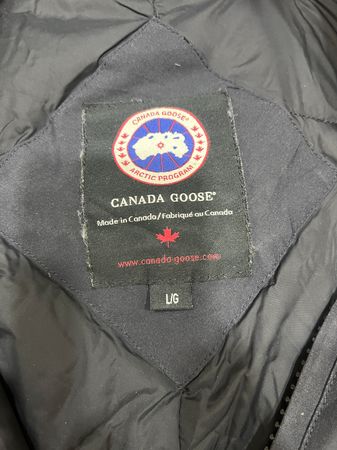 CANADA GOOSE®
ARCTIC PROGRAM
CANADA GOOSE®
Made in Canada/Fabriqué au Canada
www.canada-goose.com
L/G